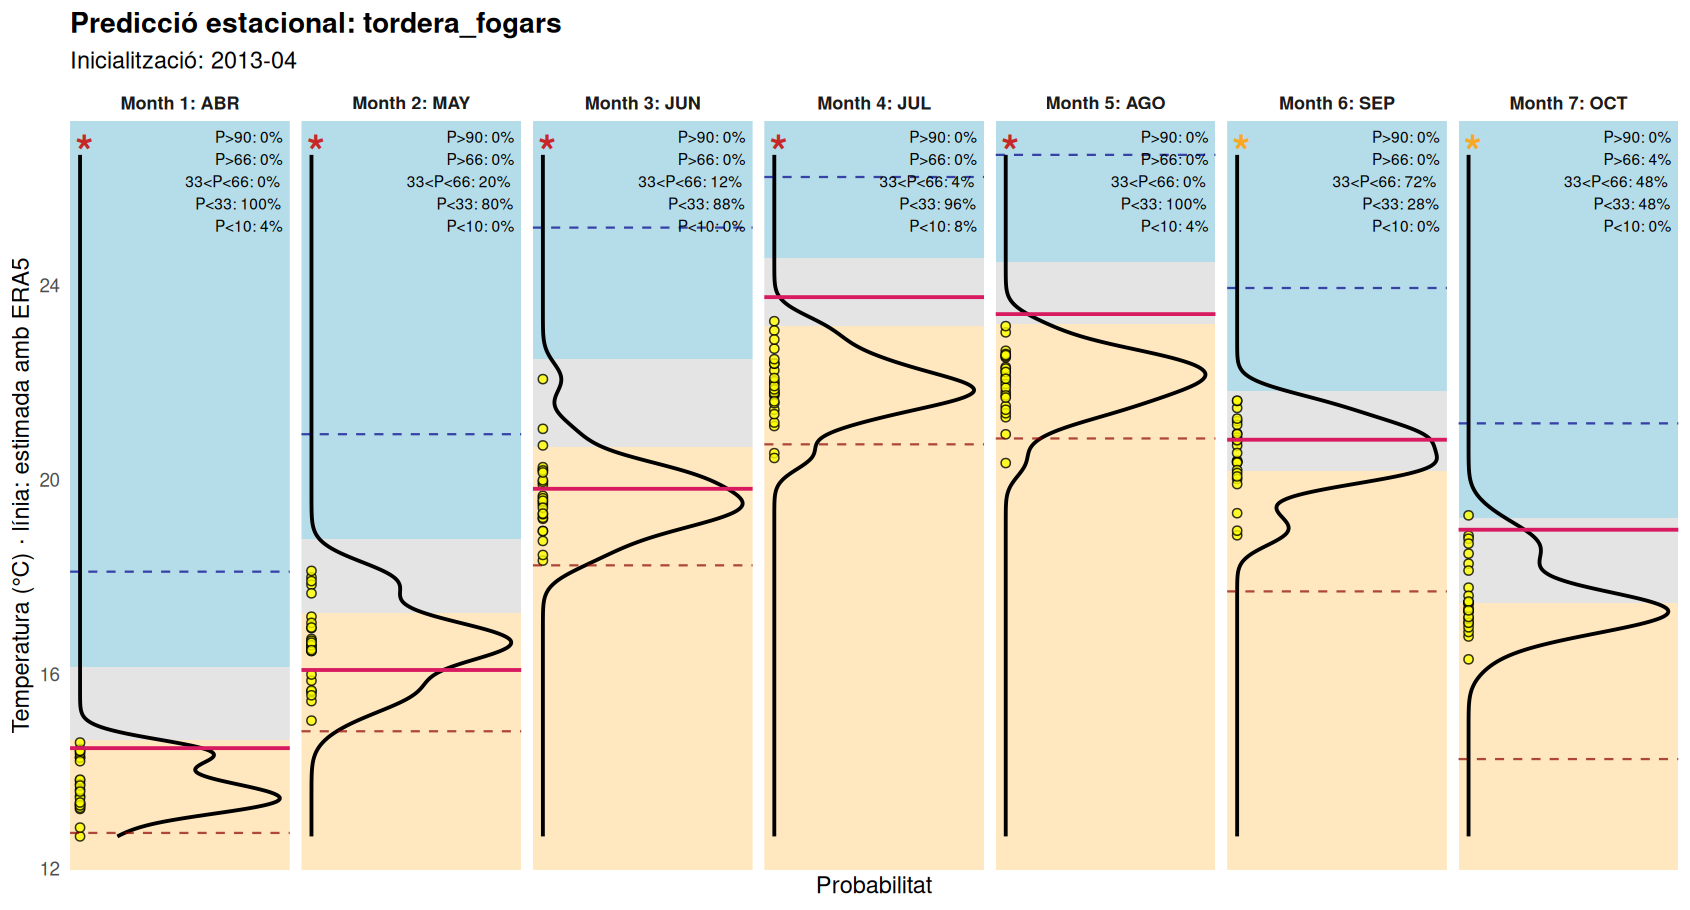 Predicció estacional: tordera_fogars
Inicialització: 2013-04
Month 1: ABR
P>90: 0%
P>66: 0%
33<P<66: 0%
P<33: 100%
P<10: 4%
Month 2: MAY
P>90: 0%
P>66: 0%
33<P<66: 20%
P<33: 80%
P<10: 0%
Month 3: JUN
P>90: 0%
P>66: 0%
33<P<66: 12%
P<33: 88%
P<10: 0%
Month 4: JUL
P>90: 0%
P>66: 0%
33<P<66: 4%
P<33: 96%
P<10: 8%
Month 5: AGO
P>90: 0%
P>66: 0%
33<P<66: 0%
P<33: 100%
P<10: 4%
Month 6: SEP
P>90: 0%
P>66: 0%
33<P<66: 72%
P<33: 28%
P<10: 0%
Month 7: OCT
P>90: 0%
P>66: 4%
33<P<66: 48%
P<33: 48%
P<10: 0%
Temperatura (°C) · línia: estimada amb ERA5
24
20
16
12
Probabilitat